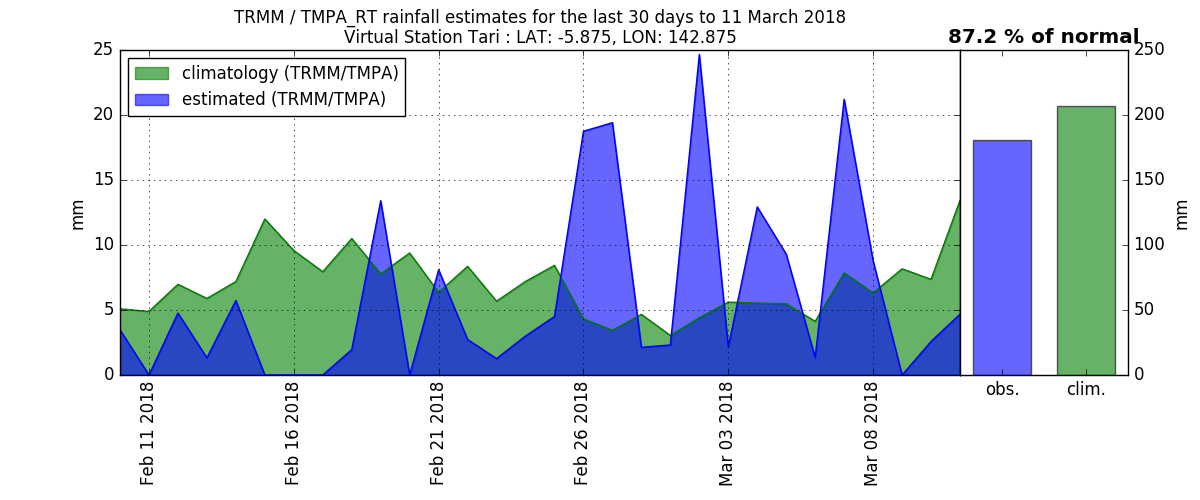 TRMM / TMPA_RT rainfall estimates for the last 30 days to 11 March 2018
Virtual Station Tari : LAT: -5.875, LON: 142.875
87.2 % of normal
climatology (TRMM/TMPA)
estimated (TRMM/TMPA)
25
20
15
10
5
0
mm
Feb 11 2018
Feb 16 2018
Feb 21 2018
Feb 26 2018
Mar 03 2018
Mar 08 2018
250
200
150
100
50
0
mm
obs.
clim.